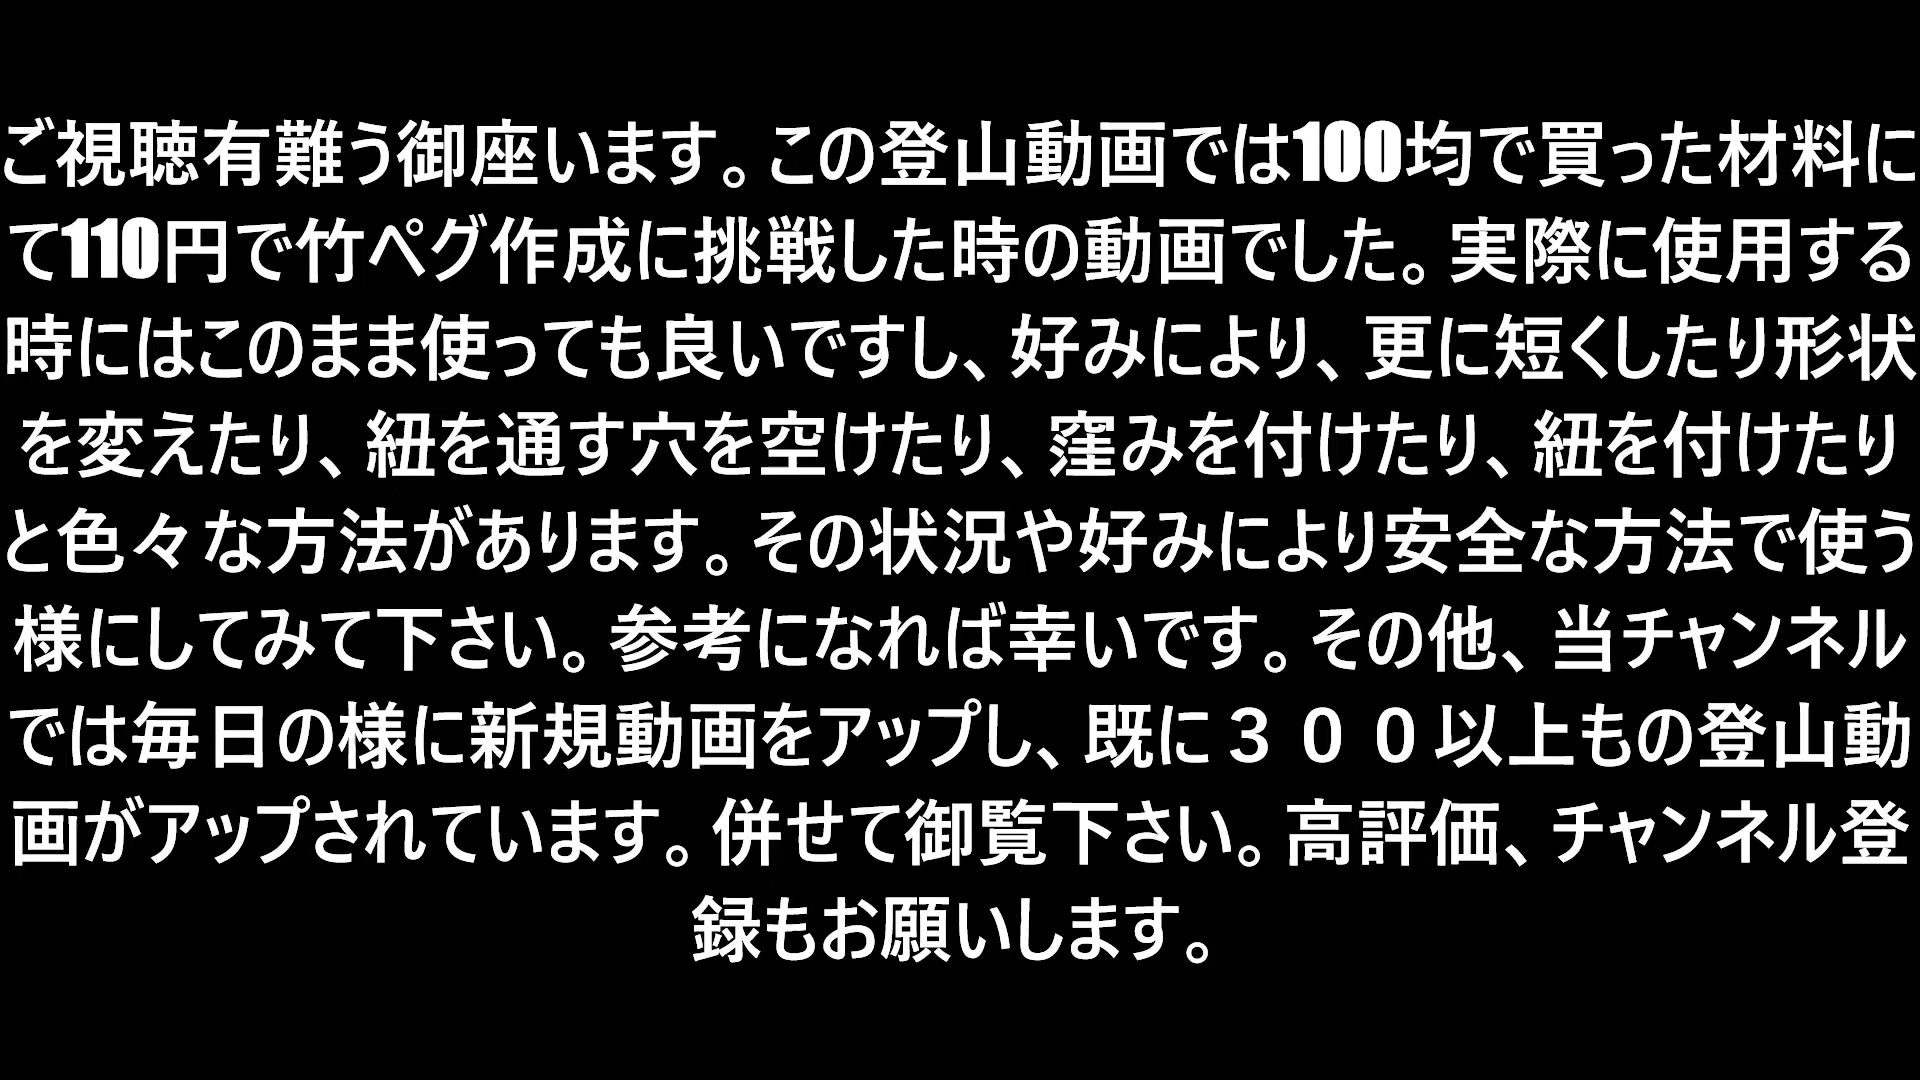 ご視聴有難う御座います。この登山動画では100均で買った材料に
て110円で竹ペグ作成に挑戦した時の動画でした。実際に使用する
時にはこのまま使っても良いですし、好みにより、更に短くしたり形状
を変えたり、紐を通す穴を空けたり、窪みを付けたり、紐を付けたり
と色々な方法があります。その状況や好みにより安全な方法で使う
様にしてみて下さい。参考になれば幸いです。その他、当チャンネル
では毎日の様に新規動画をアップし、既に３００以上もの登山動
画がアップされています。併せて御覧下さい。高評価、チャンネル登
録もお願いします。